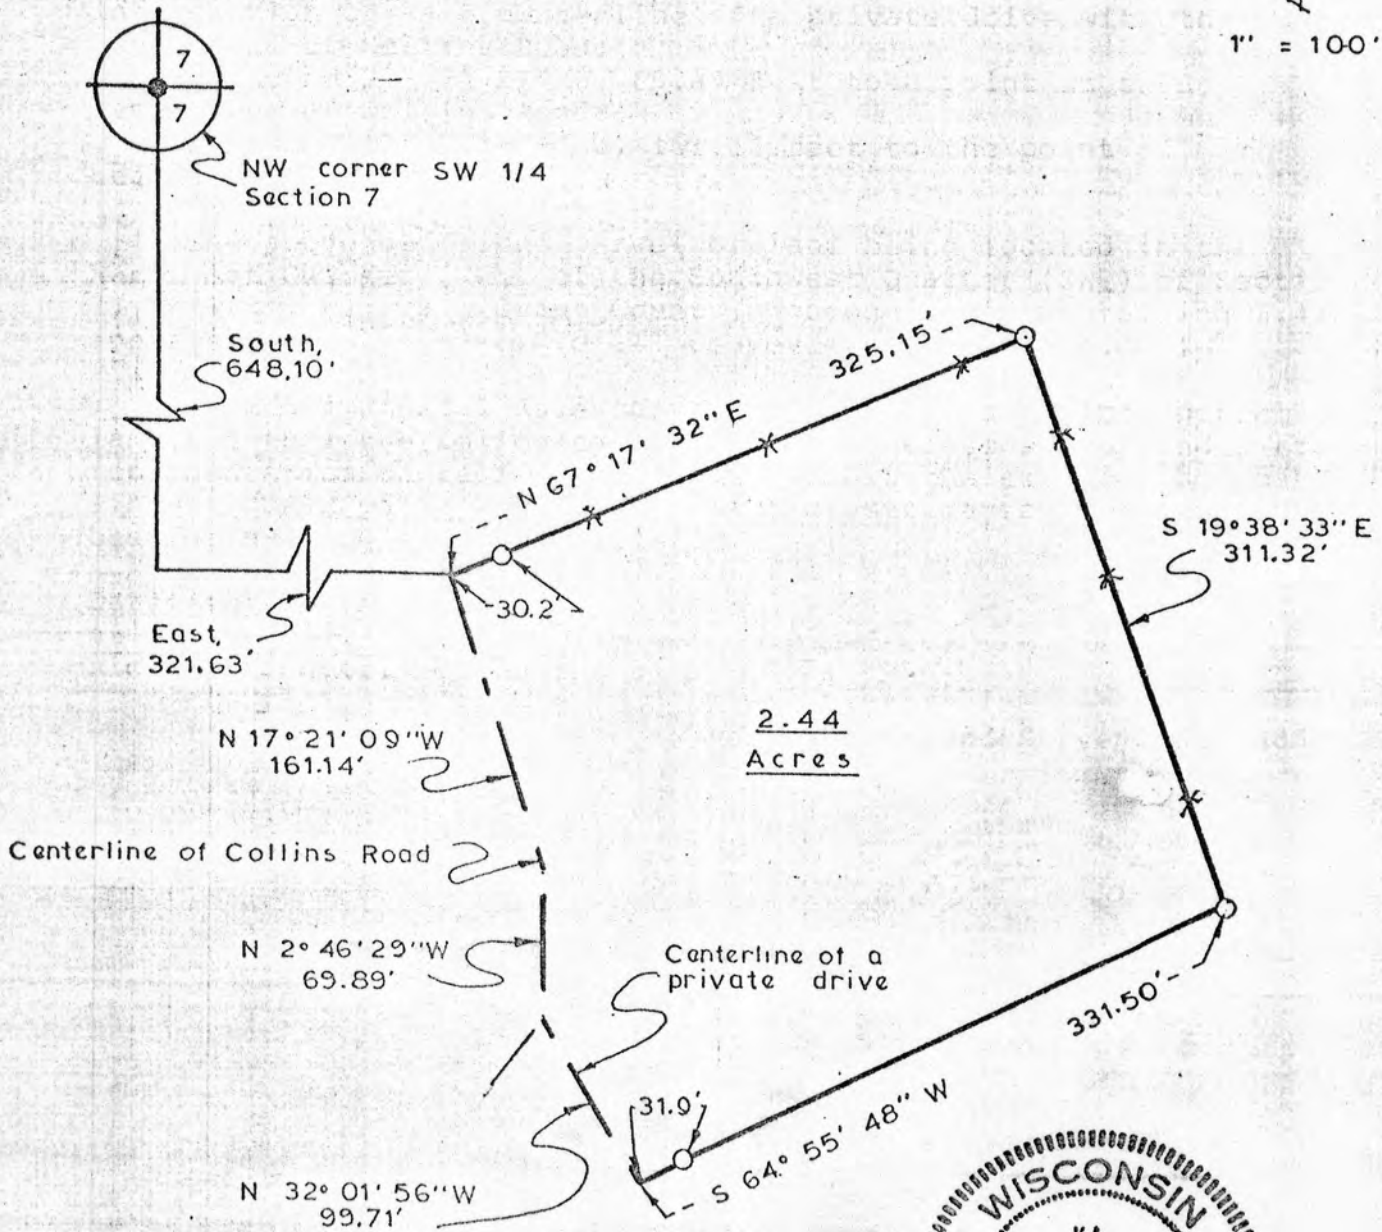 1" = 100'
7
7
NW corner SW 1/4
Section 7
South,
648.10'
325.15'
N 67° 17' 32" E
S 19° 38' 33" E
311.32'
30.2'
East,
321.63'
2.44
Acres
N 17° 21' 09" W
161.14'
Centerline of Collins Road
N 2° 46' 29" W
69.89'
Centerline of a
private drive
331.50'
31.9'
S 64° 55' 48" W
N 32° 01' 56" W
99.71'
WISCONSIN